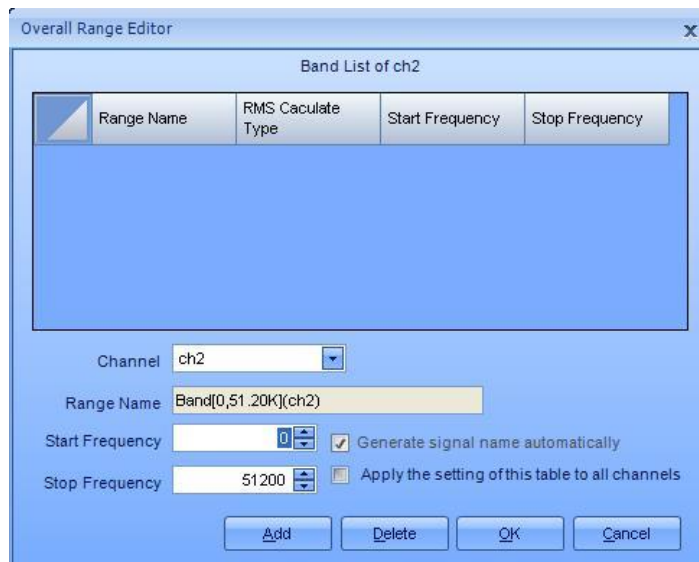 Overall Range Editor
x
Band List of ch2
Range Name
RMS Caculate
Type
Start Frequency
Stop Frequency
Channel
ch2
Range Name
Band[0,51.20K](ch2)
Start Frequency
0
Generate signal name automatically
Stop Frequency
51200
Apply the setting of this table to all channels
Add
Delete
OK
Cancel